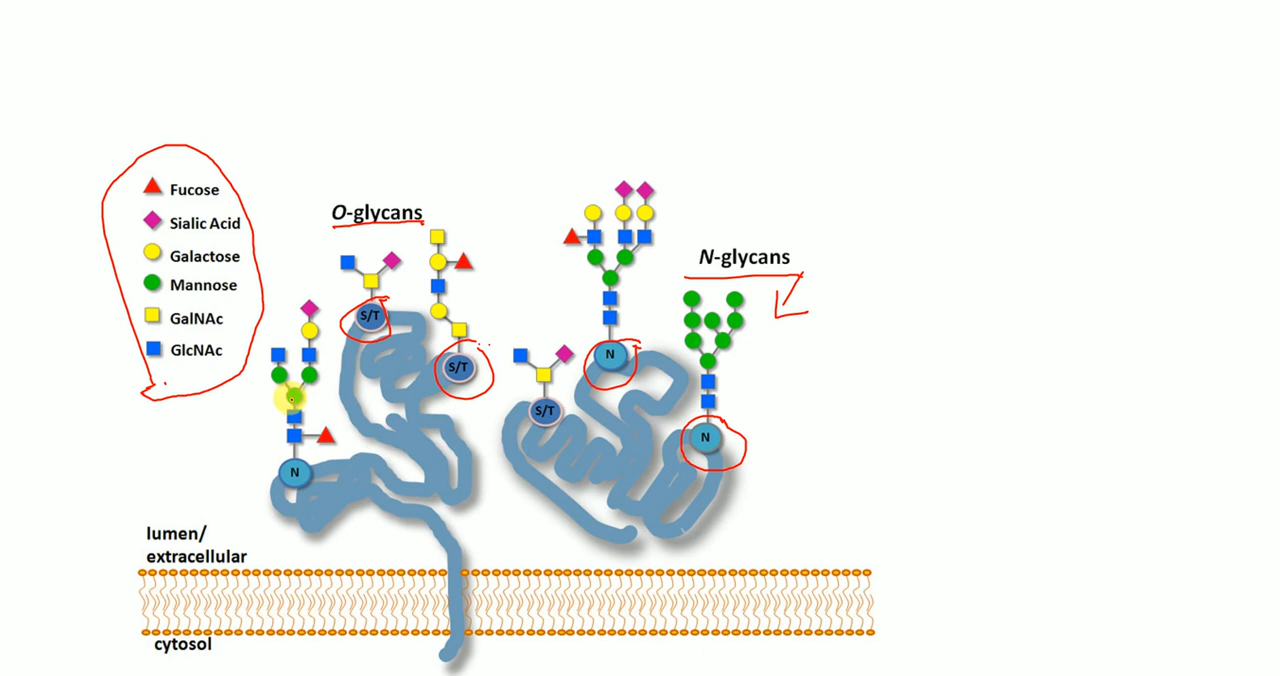 Fucose
Sialic Acid
Galactose
Mannose
GalNAc
GlcNAc
O-glycans
N-glycans
S/T
S/T
N
S/T
N
N
lumen/
extracellular
cytosol